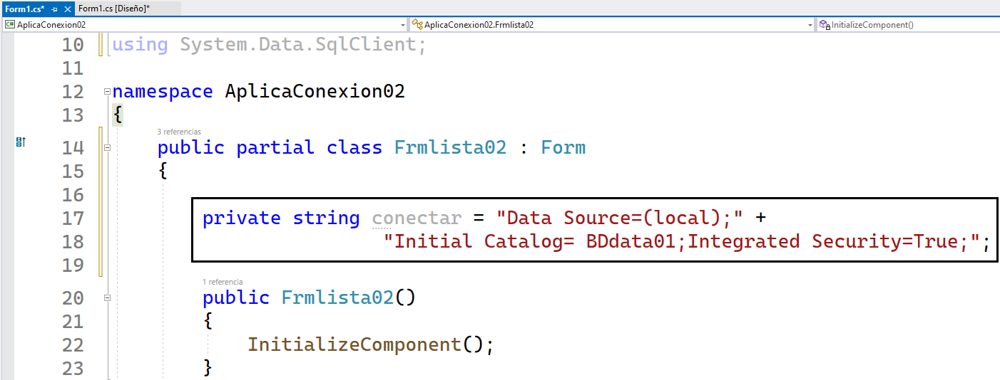 Form1.cs* Form1.cs [Diseño]*
AplicaConexion02 AplicaConexion02.Frmlista02 InitializeComponent()
10 using System.Data.SqlClient;
11
12 namespace AplicaConexion02
13 {
3 referencias
14 public partial class Frmlista02 : Form
15 {
16
17 private string conectar = "Data Source=(local);" +
18 "Initial Catalog= BDdata01;Integrated Security=True;";
19
1 referencia
20 public Frmlista02()
21 {
22 InitializeComponent();
23 }